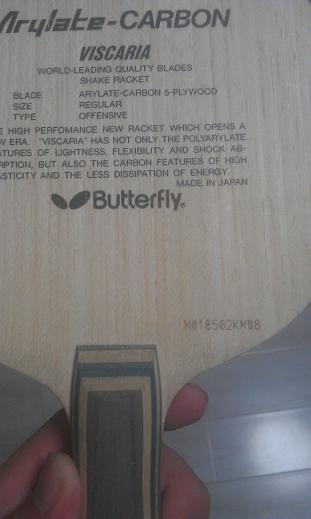 Arylate-CARBON
VISCARIA
WORLD-LEADING QUALITY BLADES
SHAKE RACKET
BLADE ARYLATE-CARBON 5-PLYWOOD
SIZE REGULAR
TYPE OFFENSIVE
HIGH PERFOMANCE NEW RACKET WHICH OPENS A
ERA. "VISCARIA" HAS NOT ONLY THE POLYARYLATE
OF LIGHTNESS, FLEXIBILITY AND SHOCK AB-
BUT ALSO THE CARBON FEATURES OF HIGH
AND THE LESS DISSIPATION OF ENERGY.
MADE IN JAPAN
Butterfly®
M018502KMW8